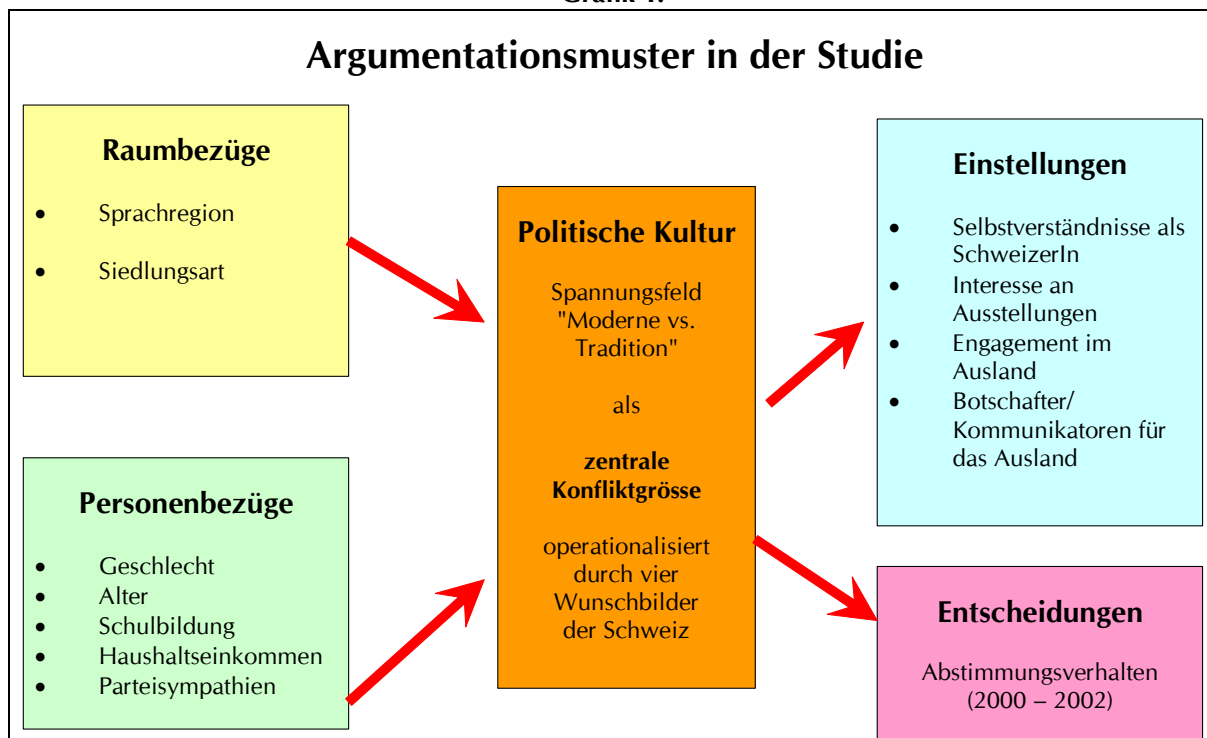 Argumentationsmuster in der Studie
Raumbezüge
• Sprachregion
• Siedlungsart
Personenbezüge
• Geschlecht
• Alter
• Schulbildung
• Haushaltseinkommen
• Parteisympathien
Politische Kultur
Spannungsfeld
"Moderne vs.
Tradition"
als
zentrale
Konfliktgrösse
operationalisiert
durch vier
Wunschbilder
der Schweiz
Einstellungen
• Selbstverständnisse als
SchweizerIn
• Interesse an
Ausstellungen
• Engagement im
Ausland
• Botschafter/
Kommunikatoren für
das Ausland
Entscheidungen
Abstimmungsverhalten
(2000 – 2002)